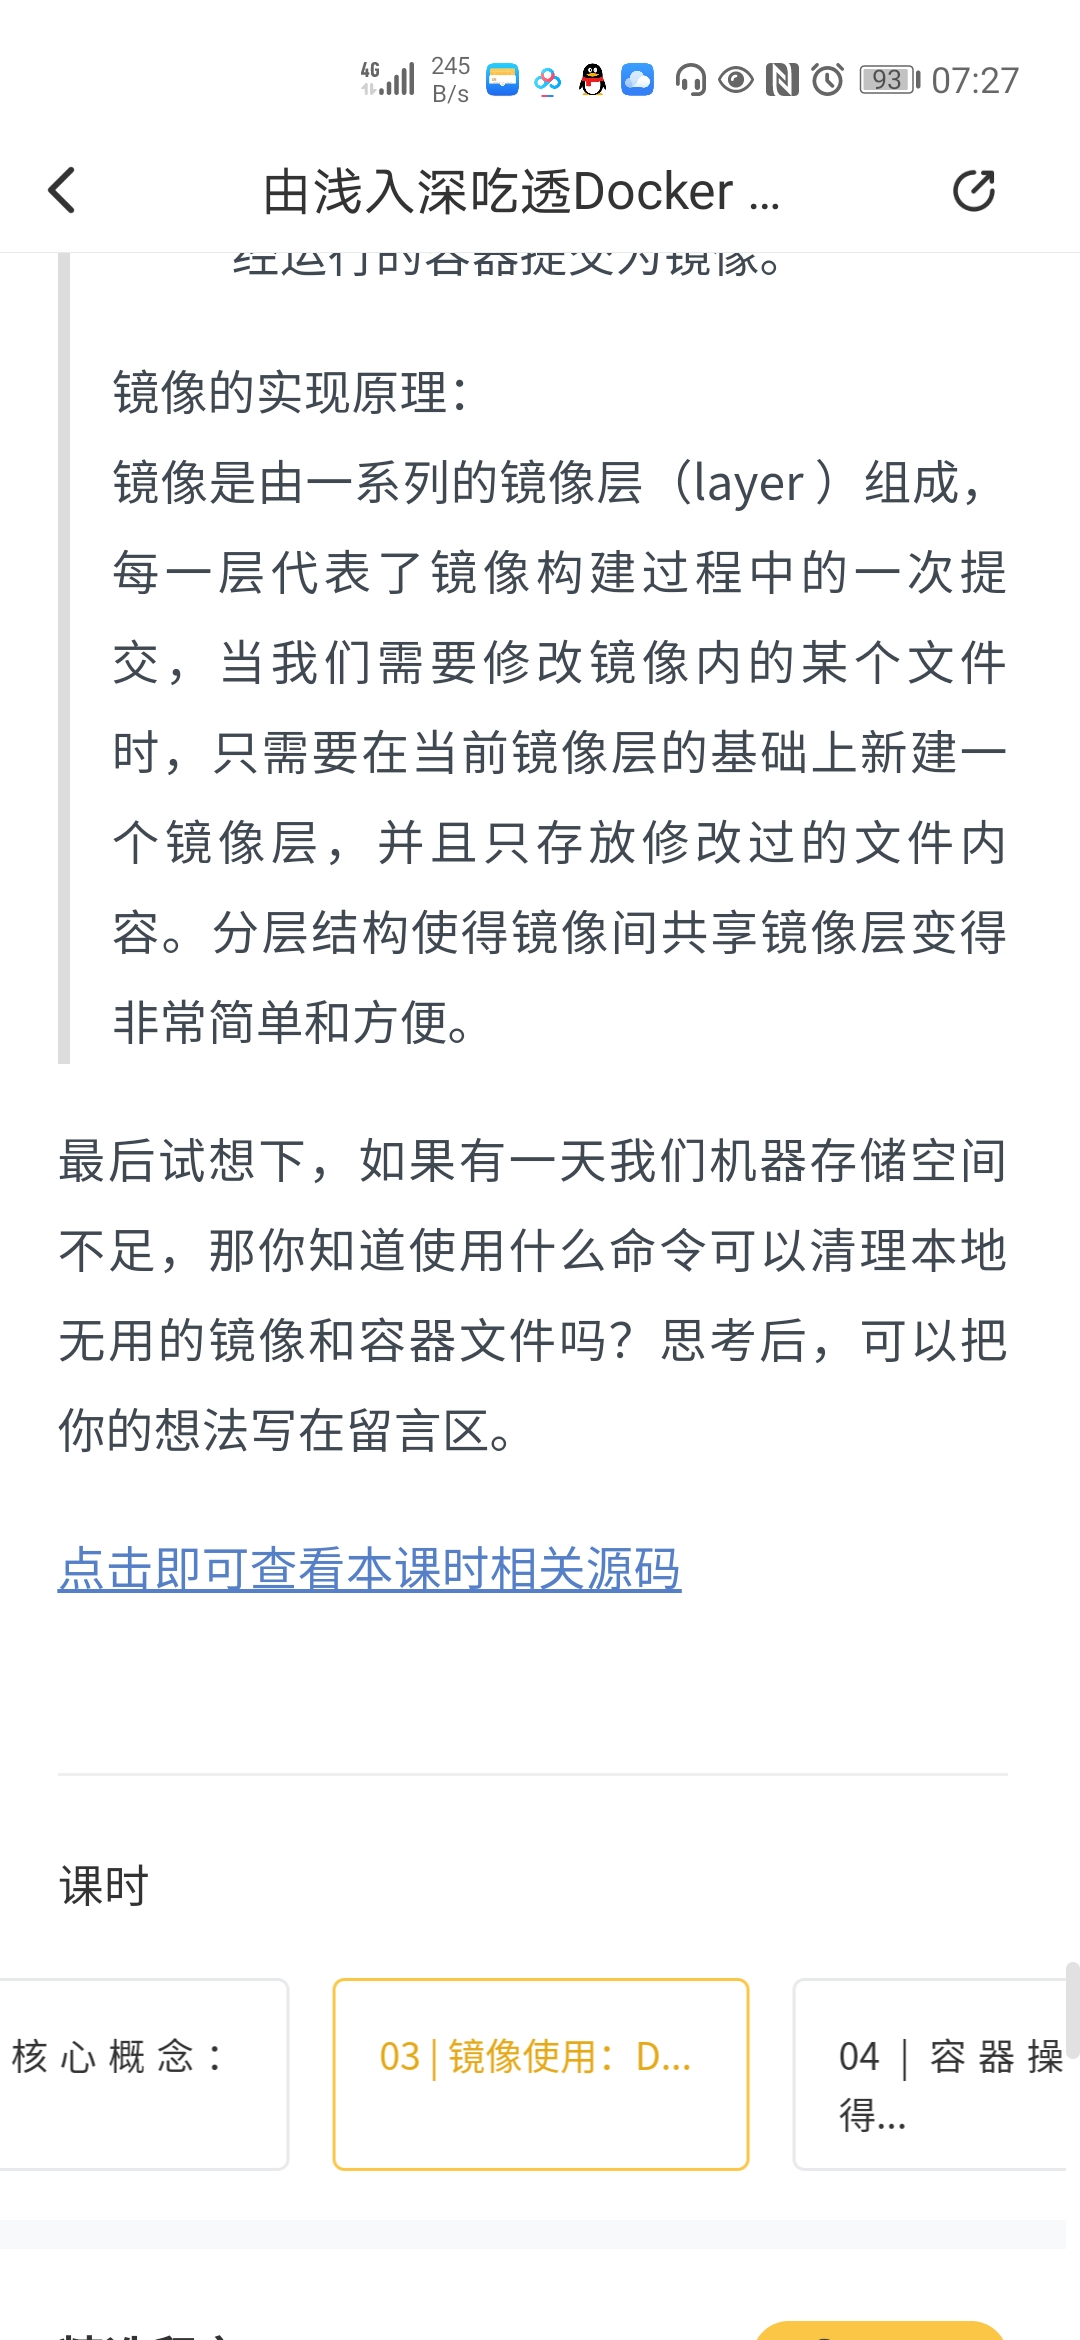 4G 245 B/s 93 07:27
由浅入深吃透Docker ...
经运行的容器提交为镜像。
镜像的实现原理：
镜像是由一系列的镜像层（layer ）组成，
每一层代表了镜像构建过程中的一次提
交，当我们需要修改镜像内的某个文件
时，只需要在当前镜像层的基础上新建一
个镜像层，并且只存放修改过的文件内
容。分层结构使得镜像间共享镜像层变得
非常简单和方便。
最后试想下，如果有一天我们机器存储空间
不足，那你知道使用什么命令可以清理本地
无用的镜像和容器文件吗？思考后，可以把
你的想法写在留言区。
点击即可查看本课时相关源码
课时
核心概念：
03 | 镜像使用：D...
04 | 容器操
得...